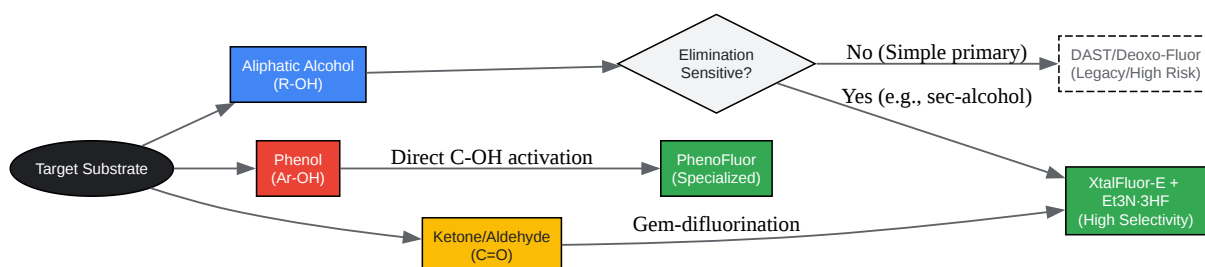 Target Substrate
Aliphatic Alcohol
(R-OH)
Elimination
Sensitive?
No (Simple primary)
DAST/Deoxo-Fluor
(Legacy/High Risk)
Yes (e.g., sec-alcohol)
Phenol
(Ar-OH)
Direct C-OH activation
PhenoFluor
(Specialized)
Ketone/Aldehyde
(C=O)
Gem-difluorination
XtalFluor-E +
Et3N·3HF
(High Selectivity)